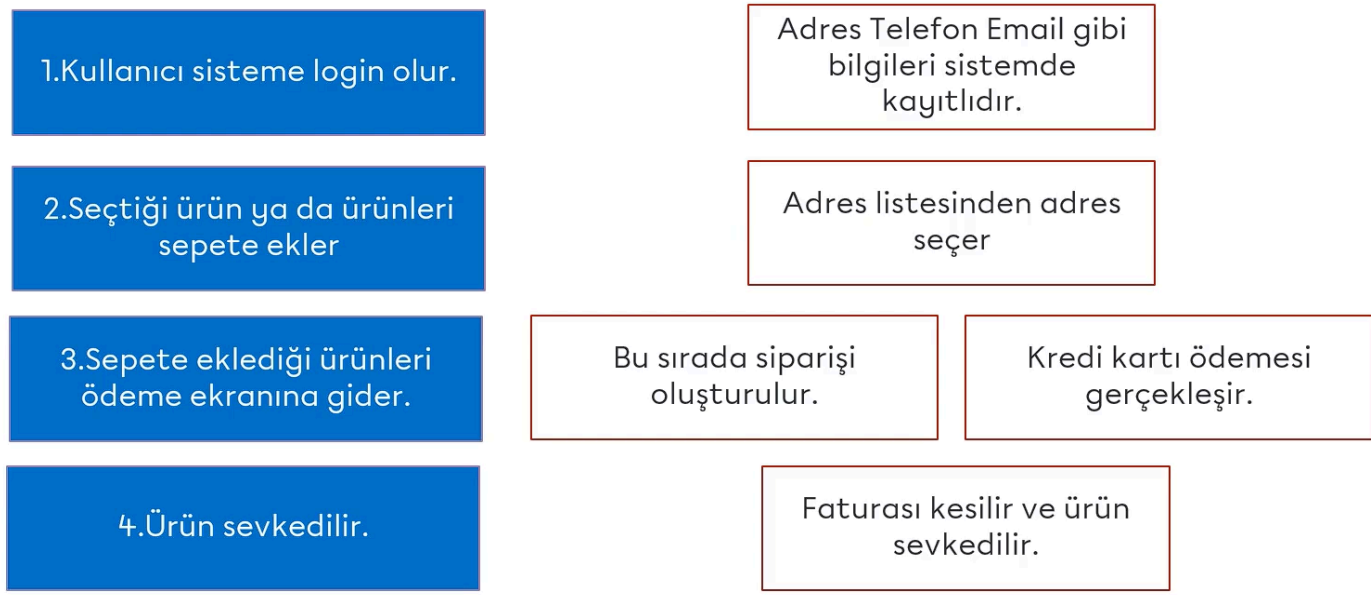 1.Kullanıcı sisteme login olur.
Adres Telefon Email gibi
bilgileri sistemde
kayıtlıdır.
2.Seçtiği ürün ya da ürünleri
sepete ekler
Adres listesinden adres
seçer
3.Sepete eklediği ürünleri
ödeme ekranına gider.
Bu sırada siparişi
oluşturulur.
Kredi kartı ödemesi
gerçekleşir.
4.Ürün sevkedilir.
Faturası kesilir ve ürün
sevkedilir.